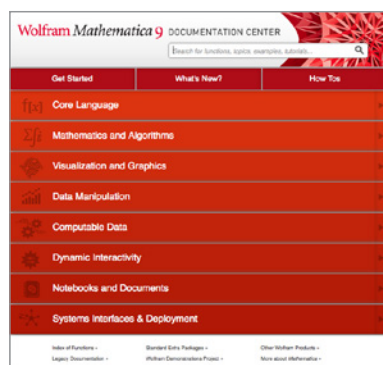 Wolfram Mathematica 9 DOCUMENTATION CENTER
Search for functions, topics, examples, tutorials...
Get Started What's New? How Tos
f[x] Core Language
Mathematics and Algorithms
Visualization and Graphics
Data Manipulation
Computable Data
Dynamic Interactivity
Notebooks and Documents
Systems Interfaces & Deployment
Index of Functions » Standard Extra Packages » Other Wolfram Products »
Legacy Documentation » Wolfram Demonstrations Project » More about Mathematica »